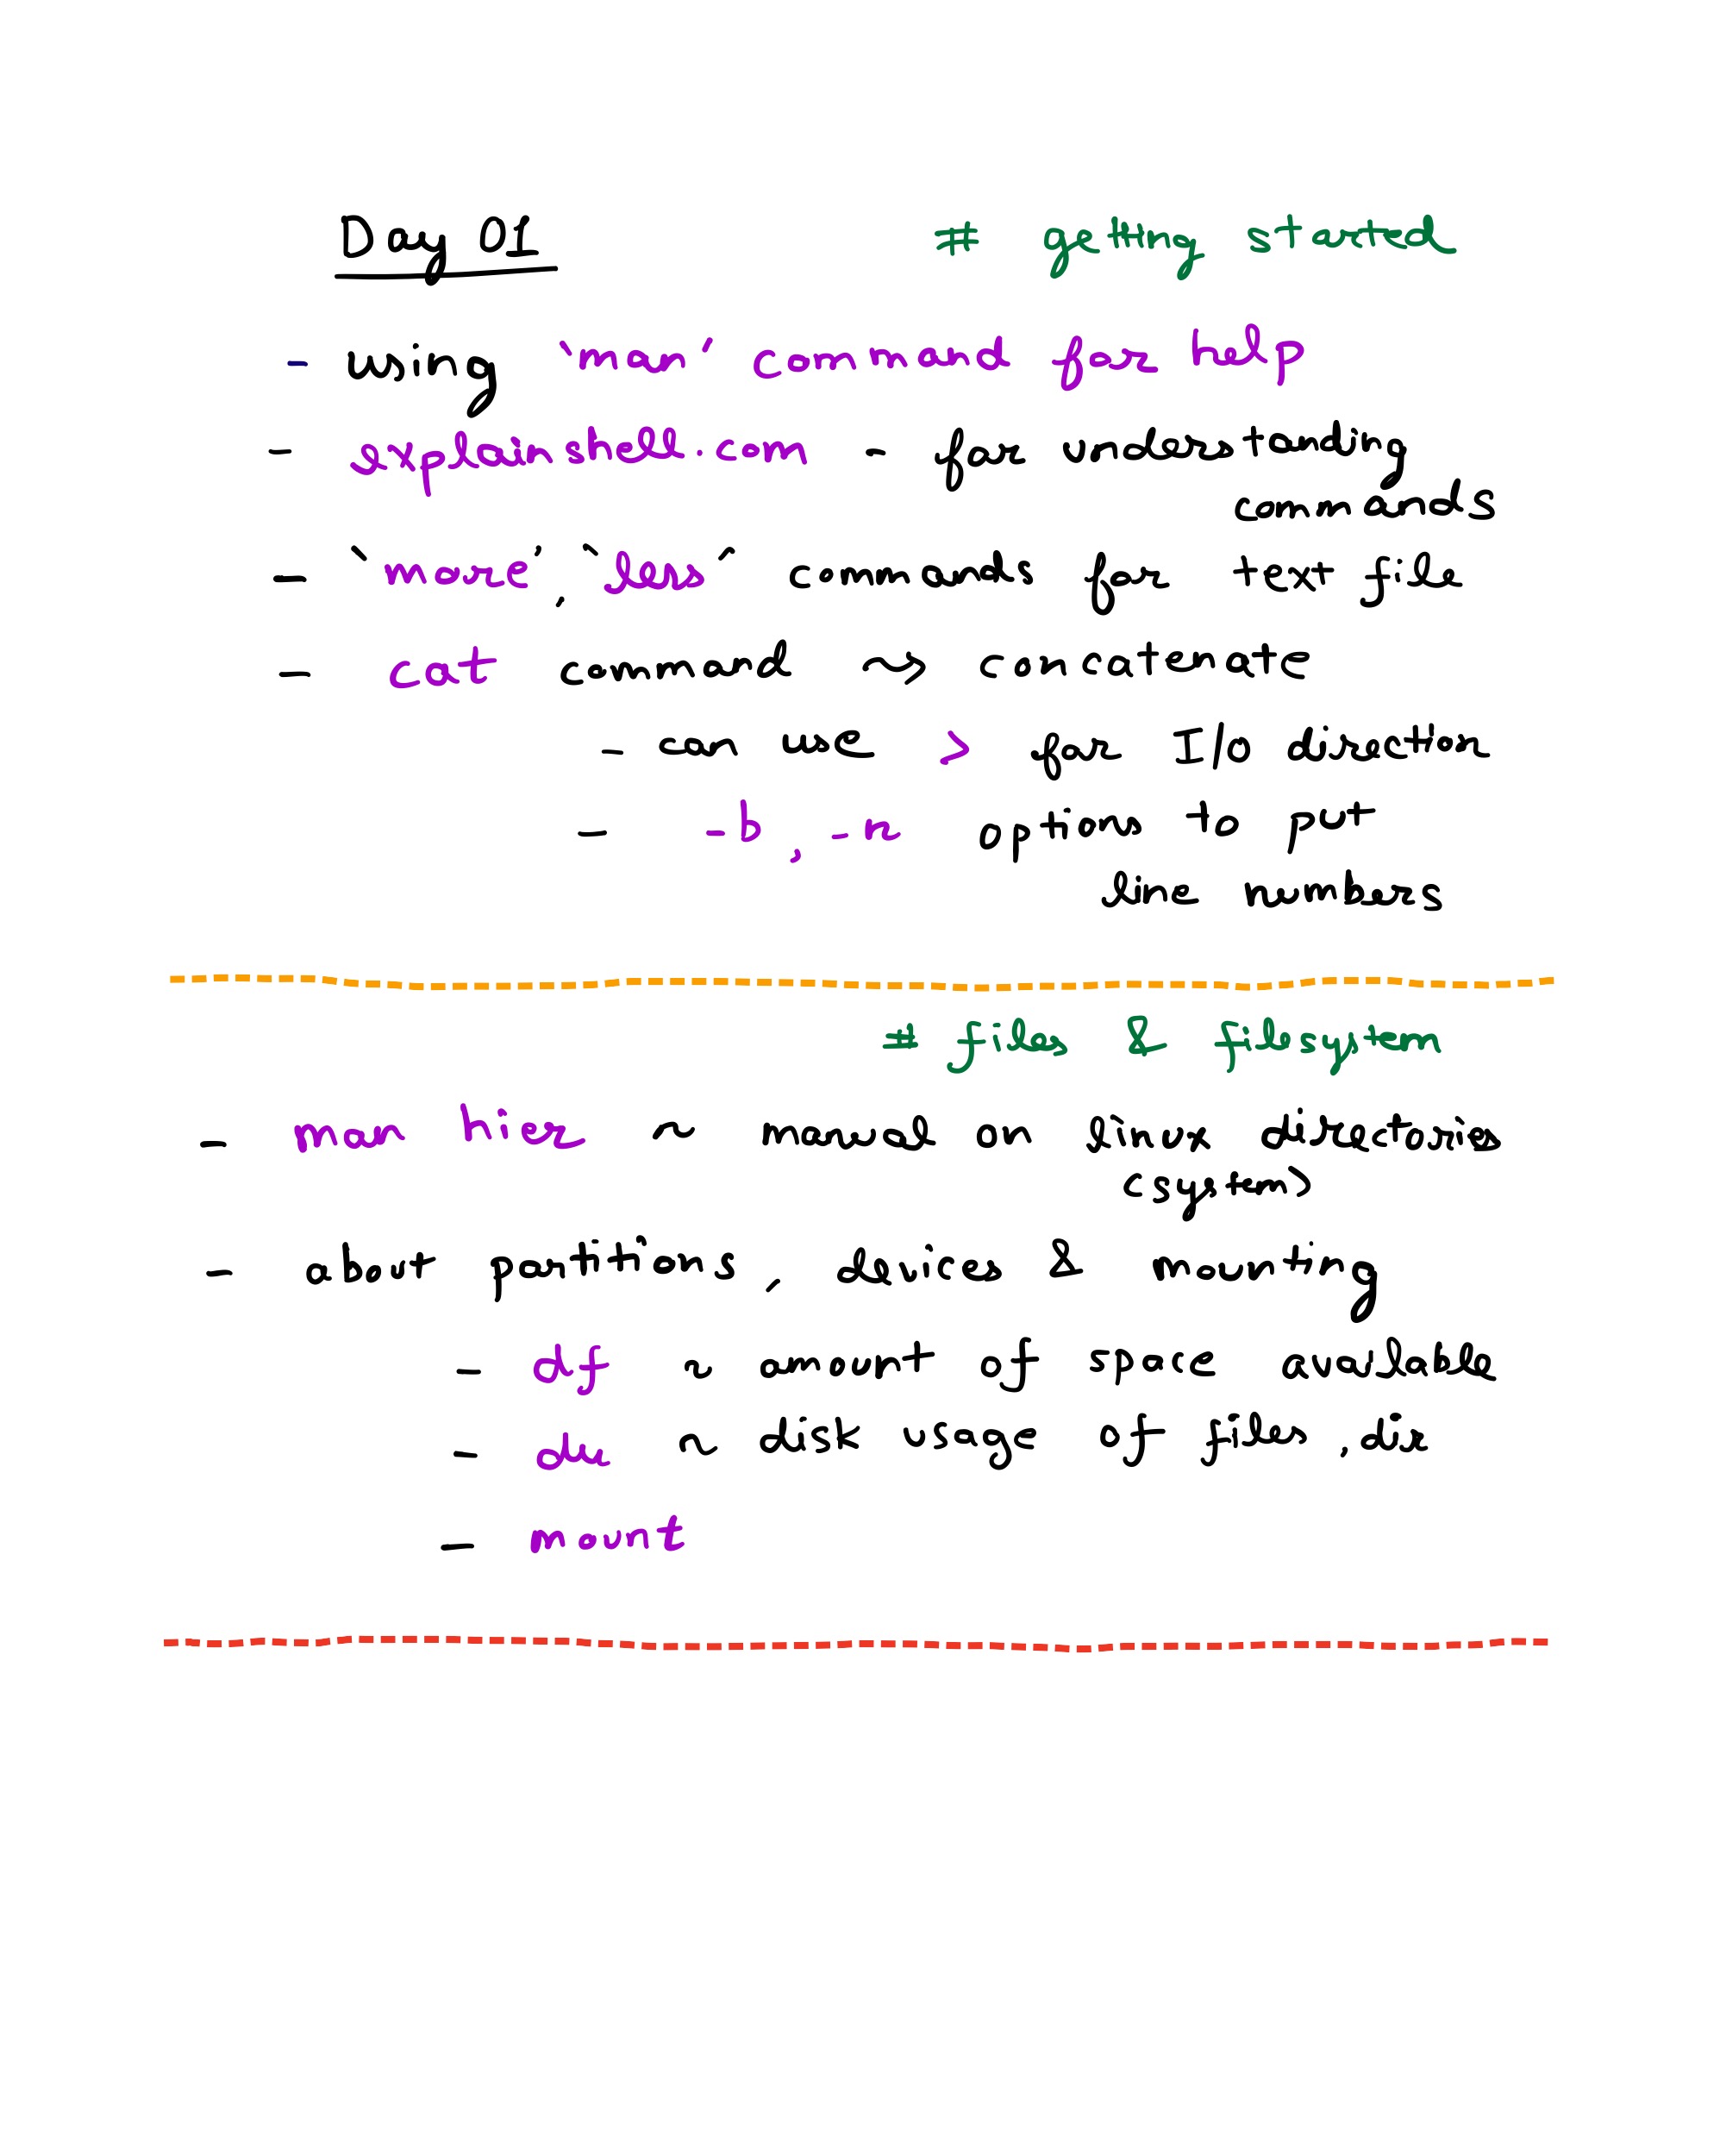 Day 01 # getting started
- using `man' command for help
- explainshell.com - for understanding
commands
- `more', `less´ commands for text file
- cat command ~> concatenate
- can use > for I/O direction
- -b, -n options to put
line numbers
# files & filesystem
- man hier ~ manual on linux directories
(system)
- about partitions, devices & mounting
- df ~ amount of space available
- du ~ disk usage of files, dir
- mount